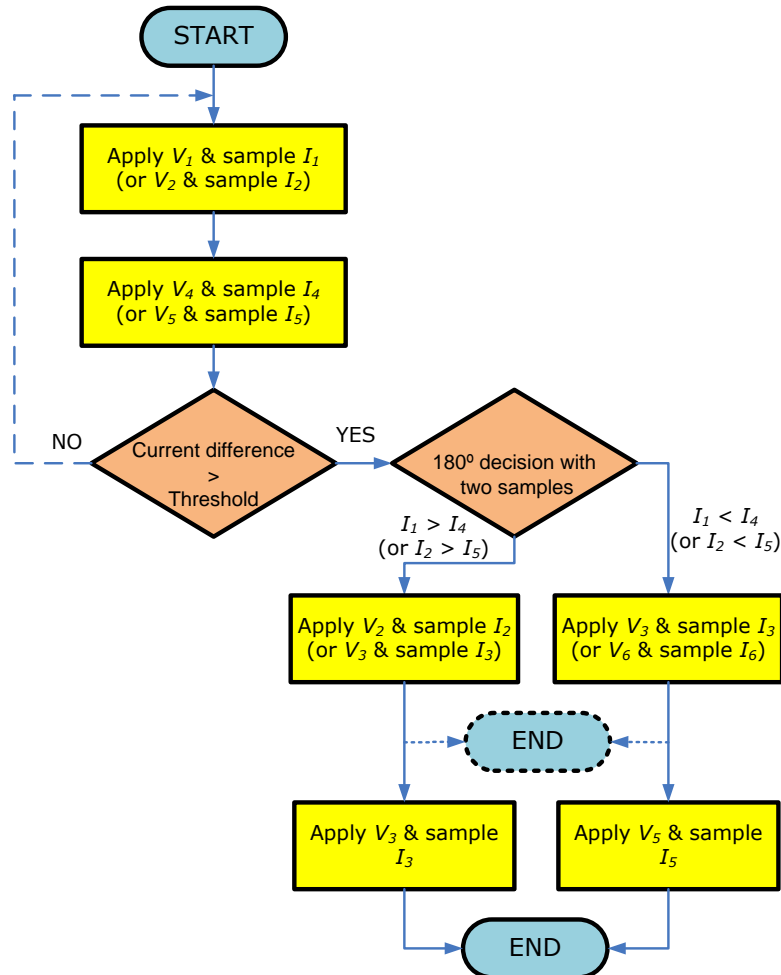 START
Apply V₁ & sample I₁
(or V₂ & sample I₂)
Apply V₄ & sample I₄
(or V₅ & sample I₅)
NO
Current difference
>
Threshold
YES
180º decision with
two samples
I₁ > I₄
(or I₂ > I₅)
I₁ < I₄
(or I₂ < I₅)
Apply V₂ & sample I₂
(or V₃ & sample I₃)
Apply V₃ & sample I₃
(or V₆ & sample I₆)
END
Apply V₃ & sample
I₃
Apply V₅ & sample
I₅
END